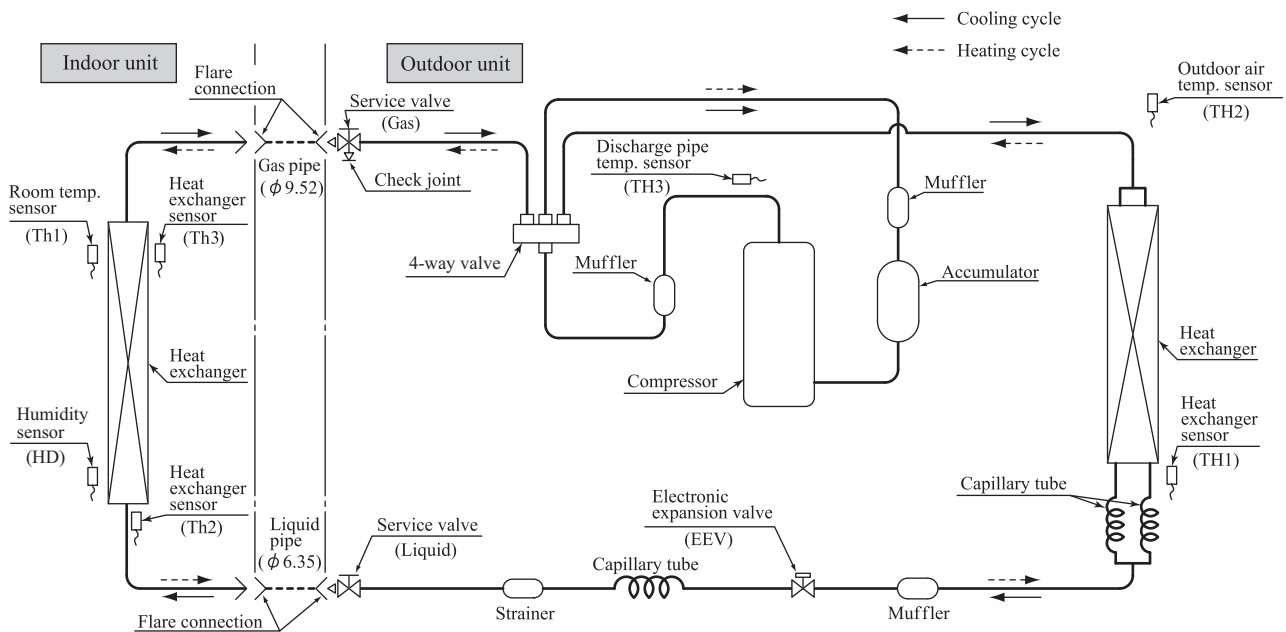 Cooling cycle
Heating cycle
Indoor unit
Outdoor unit
Flare
connection
Service valve
(Gas)
Outdoor air
temp. sensor
(TH2)
Gas pipe
(ϕ9.52)
Check joint
Discharge pipe
temp. sensor
(TH3)
Muffler
Room temp.
sensor
(Th1)
Heat
exchanger
sensor
(Th3)
4-way valve
Muffler
Accumulator
Heat
exchanger
Compressor
Heat
exchanger
Humidity
sensor
(HD)
Heat
exchanger
sensor
(TH1)
Heat
exchanger
sensor
(Th2)
Capillary tube
Liquid
pipe
(ϕ6.35)
Service valve
(Liquid)
Electronic
expansion valve
(EEV)
Capillary tube
Strainer
Muffler
Flare connection